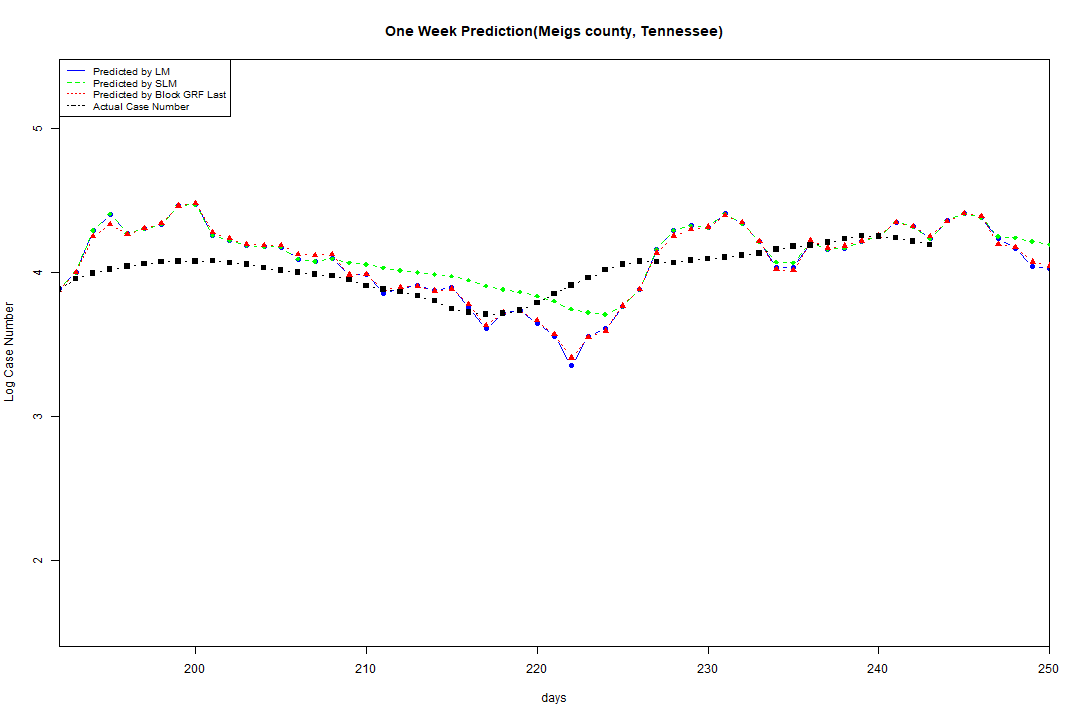 One Week Prediction(Meigs county, Tennessee)
Predicted by LM
Predicted by SLM
Predicted by Block GRF Last
Actual Case Number
5
4
3
2
Log Case Number
200
210
220
230
240
250
days